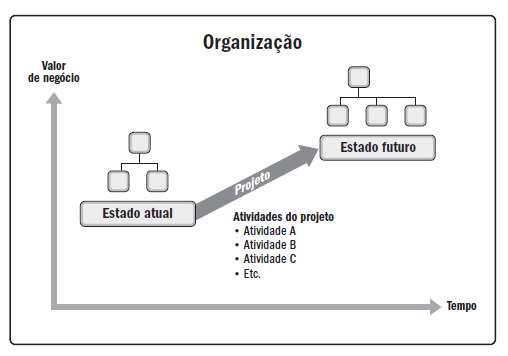 Organização
Valor
de negócio
Estado futuro
Projeto
Estado atual
Atividades do projeto
• Atividade A
• Atividade B
• Atividade C
• Etc.
Tempo